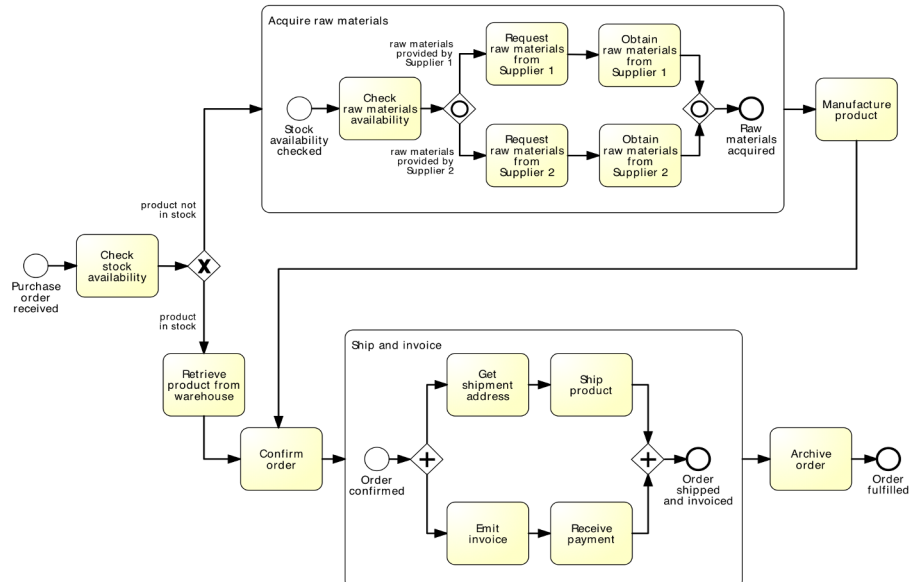 Acquire raw materials
raw materials
provided by
Supplier 1
Request
raw materials
from
Supplier 1
Obtain
raw materials
from
Supplier 1
Check
raw materials
availability
Stock
availability
checked
Raw
materials
acquired
Manufacture
product
raw materials
provided by
Supplier 2
Request
raw materials
from
Supplier 2
Obtain
raw materials
from
Supplier 2
product not
in stock
Check
stock
availability
X
Purchase
order
received
product
in stock
Retrieve
product from
warehouse
Confirm
order
Ship and invoice
Get
shipment
address
Ship
product
Order
confirmed
Order
shipped
and invoiced
Emit
invoice
Receive
payment
Archive
order
Order
fulfilled